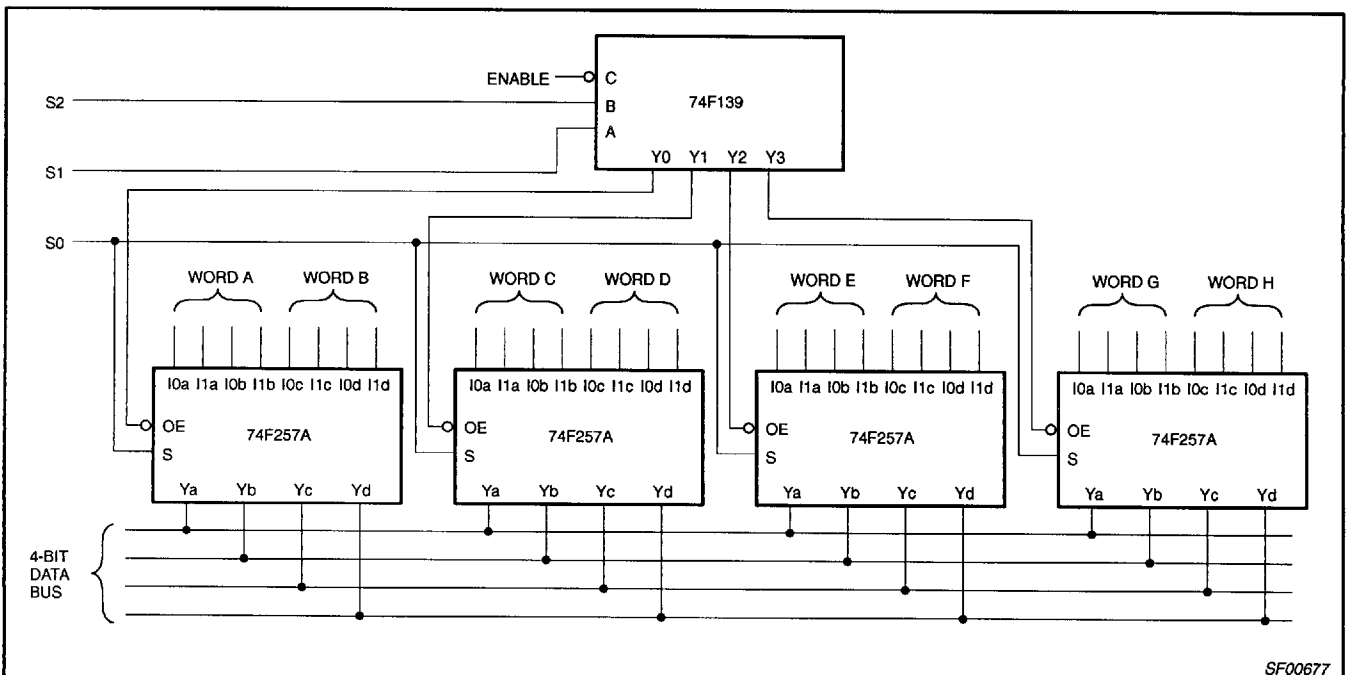 ENABLE
C
74F139
S2
B
A
Y0 Y1 Y2 Y3
S1
S0
WORD A WORD B WORD C WORD D WORD E WORD F WORD G WORD H
I0a I1a I0b I1b I0c I1c I0d I1d
OE
74F257A
S
Ya Yb Yc Yd
I0a I1a I0b I1b I0c I1c I0d I1d
OE
74F257A
S
Ya Yb Yc Yd
I0a I1a I0b I1b I0c I1c I0d I1d
OE
74F257A
S
Ya Yb Yc Yd
I0a I1a I0b I1b I0c I1c I0d I1d
OE
74F257A
S
Ya Yb Yc Yd
4-BIT
DATA
BUS
SF00677